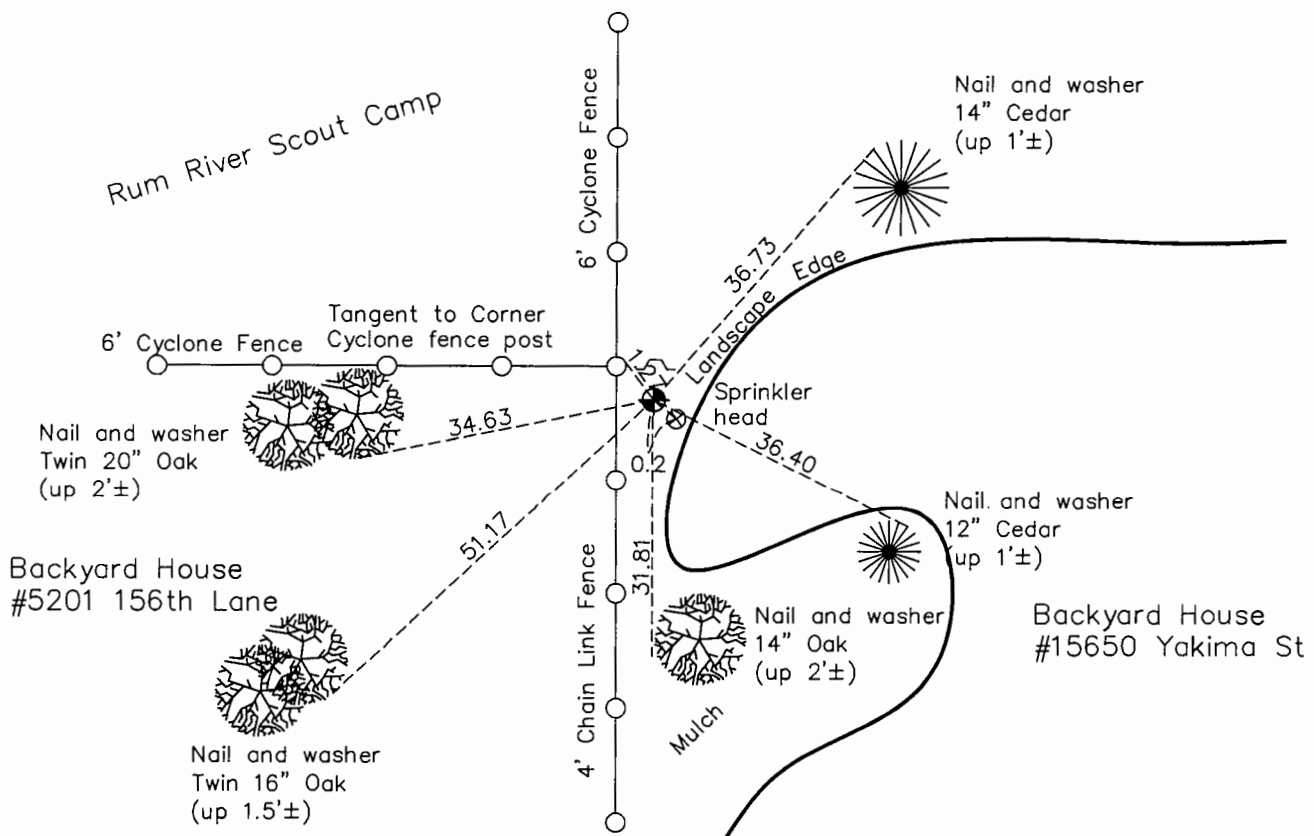 Rum River Scout Camp
6' Cyclone Fence
Nail and washer
14" Cedar
(up 1'±)
36.73
Landscape Edge
Tangent to Corner
Cyclone fence post
6' Cyclone Fence
Sprinkler
head
34.63
Nail and washer
Twin 20" Oak
(up 2'±)
0.2
36.40
Nail and washer
12" Cedar
(up 1'±)
51.17
31.81
Backyard House
#5201 156th Lane
4' Chain Link Fence
Nail and washer
14" Oak
(up 2'±)
Backyard House
#15650 Yakima St
Mulch
Nail and washer
Twin 16" Oak
(up 1.5'±)